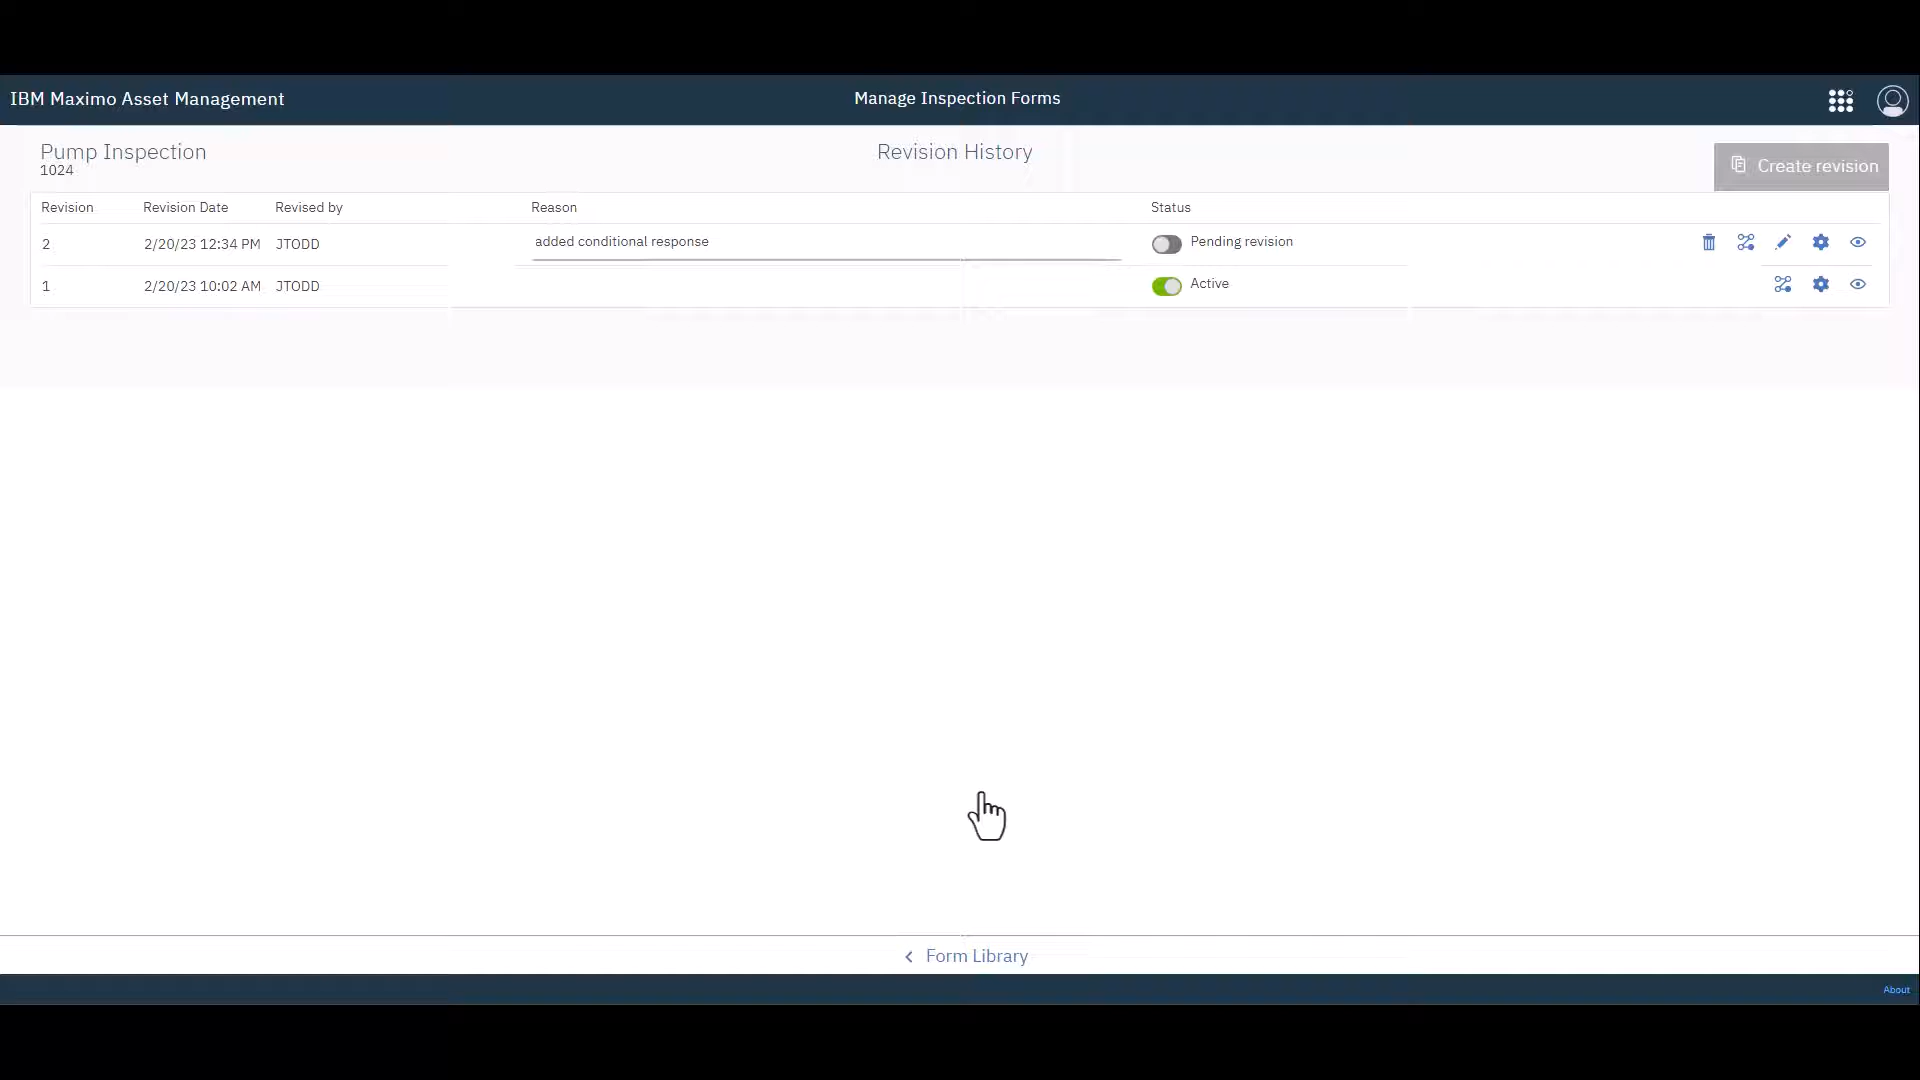 IBM Maximo Asset Management
Manage Inspection Forms
Pump Inspection
1024
Revision History
Create revision
Revision Revision Date Revised by Reason Status
2 2/20/23 12:34 PM JTODD added conditional response Pending revision
1 2/20/23 10:02 AM JTODD Active
Form Library
About